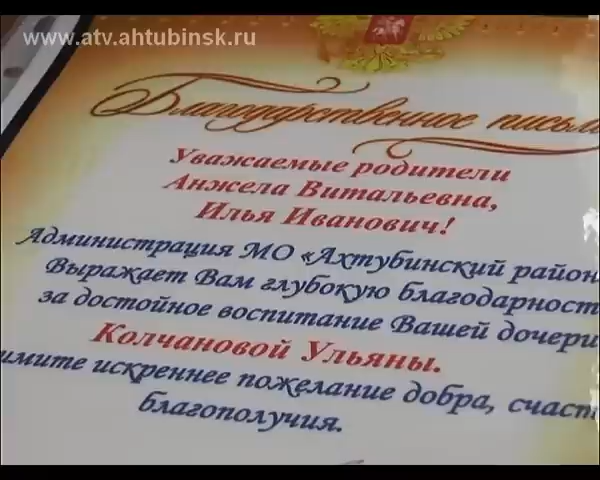 www.atv.ahtubinsk.ru
Благодарственное письм
Уважаемые родители
Анжела Витальевна,
Илья Иванович!
Администрация МО «Ахтубинский район
Выражает Вам глубокую благодарност
за достойное воспитание Вашей дочери
Колчановой Ульяны.
имите искреннее пожелание добра, счаст
благополучия.